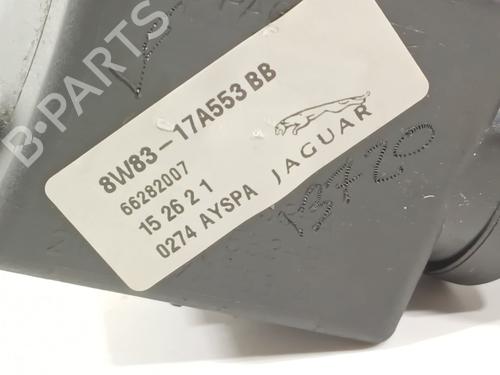 B-PARTS
8W83-17A553 BB
66282007
15 26 2 1
0274 AYSPA
JAGUAR